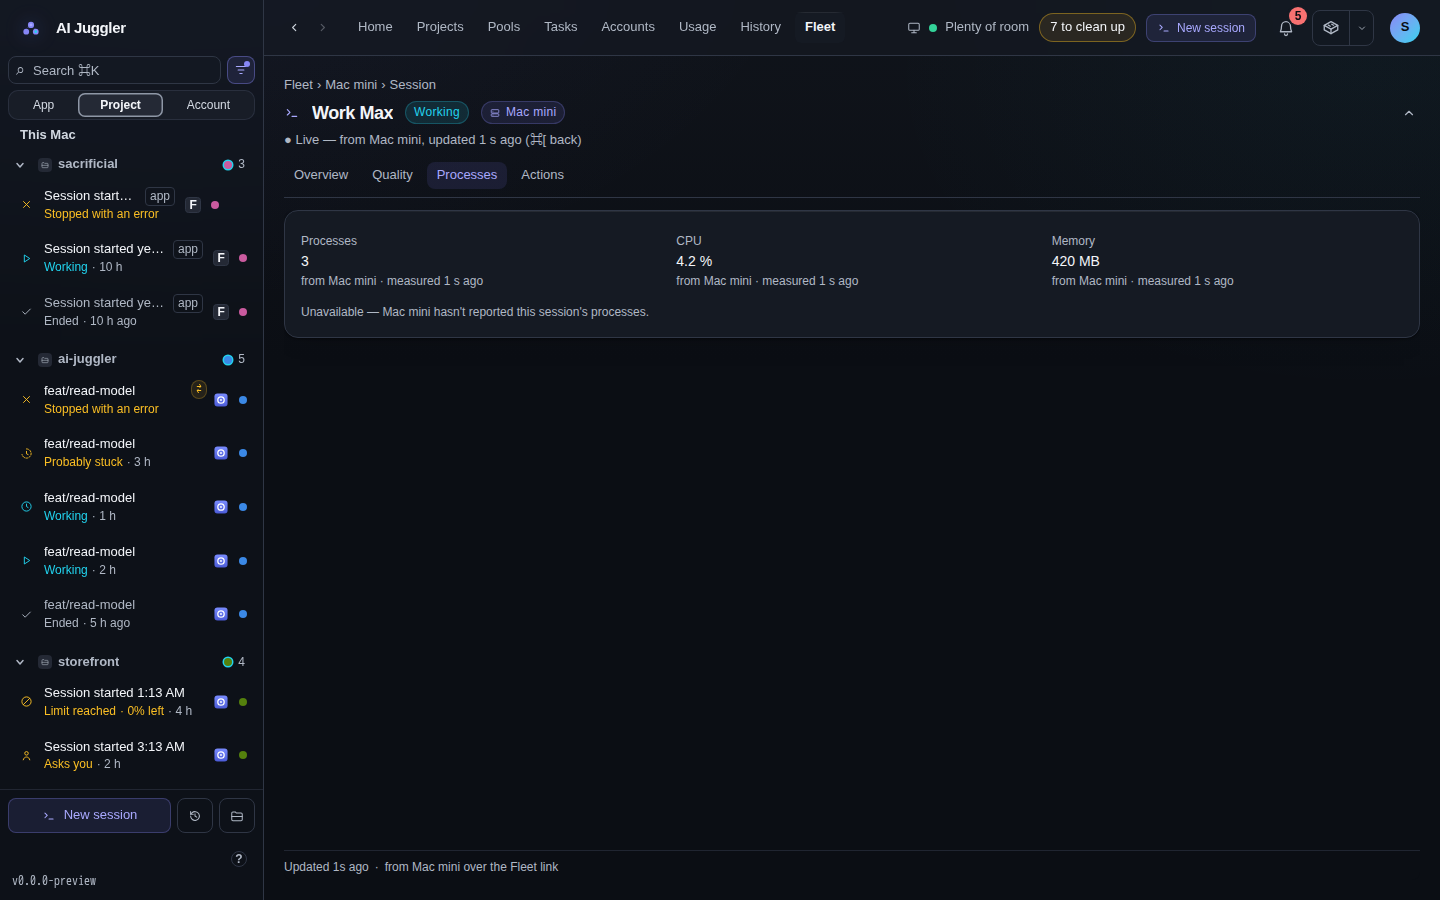 AI Juggler
Search ⌘K
App Project Account
This Mac
sacrificial 3
Session start… app F
Stopped with an error
Session started ye… app F
Working · 10 h
Session started ye… app F
Ended · 10 h ago
ai-juggler 5
feat/read-model
Stopped with an error
feat/read-model
Probably stuck · 3 h
feat/read-model
Working · 1 h
feat/read-model
Working · 2 h
feat/read-model
Ended · 5 h ago
storefront 4
Session started 1:13 AM
Limit reached · 0% left · 4 h
Session started 3:13 AM
Asks you · 2 h
New session
?
v0.0.0-preview
Home Projects Pools Tasks Accounts Usage History Fleet Plenty of room 7 to clean up New session 5 S
Fleet › Mac mini › Session
Work Max Working Mac mini
● Live — from Mac mini, updated 1 s ago (⌘[ back)
Overview Quality Processes Actions
Processes CPU Memory
3 4.2 % 420 MB
from Mac mini · measured 1 s ago from Mac mini · measured 1 s ago from Mac mini · measured 1 s ago
Unavailable — Mac mini hasn't reported this session's processes.
Updated 1s ago · from Mac mini over the Fleet link